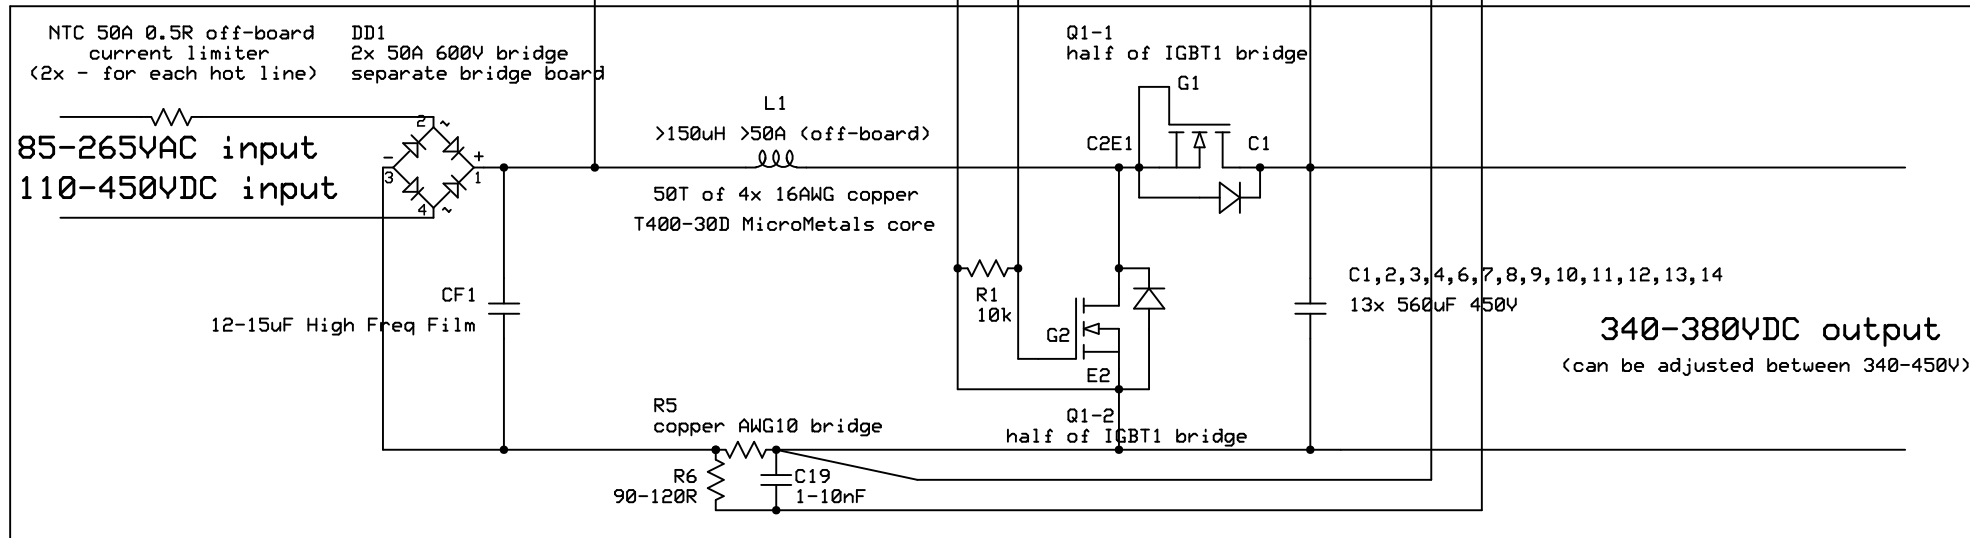 NTC 50A 0.5R off-board
current limiter
(2x - for each hot line)
DD1
2x 50A 600V bridge
separate bridge board
Q1-1
half of IGBT1 bridge
G1
L1
>150uH >50A (off-board)
C2E1
C1
2
~
85-265VAC input
-
+
3
1
110-450VDC input
4
~
50T of 4x 16AWG copper
T400-30D MicroMetals core
CF1
12-15uF High Freq Film
R1
10k
G2
E2
C1,2,3,4,6,7,8,9,10,11,12,13,14
13x 560uF 450V
340-380VDC output
(can be adjusted between 340-450V)
R5
copper AWG10 bridge
Q1-2
half of IGBT1 bridge
R6
90-120R
C19
1-10nF